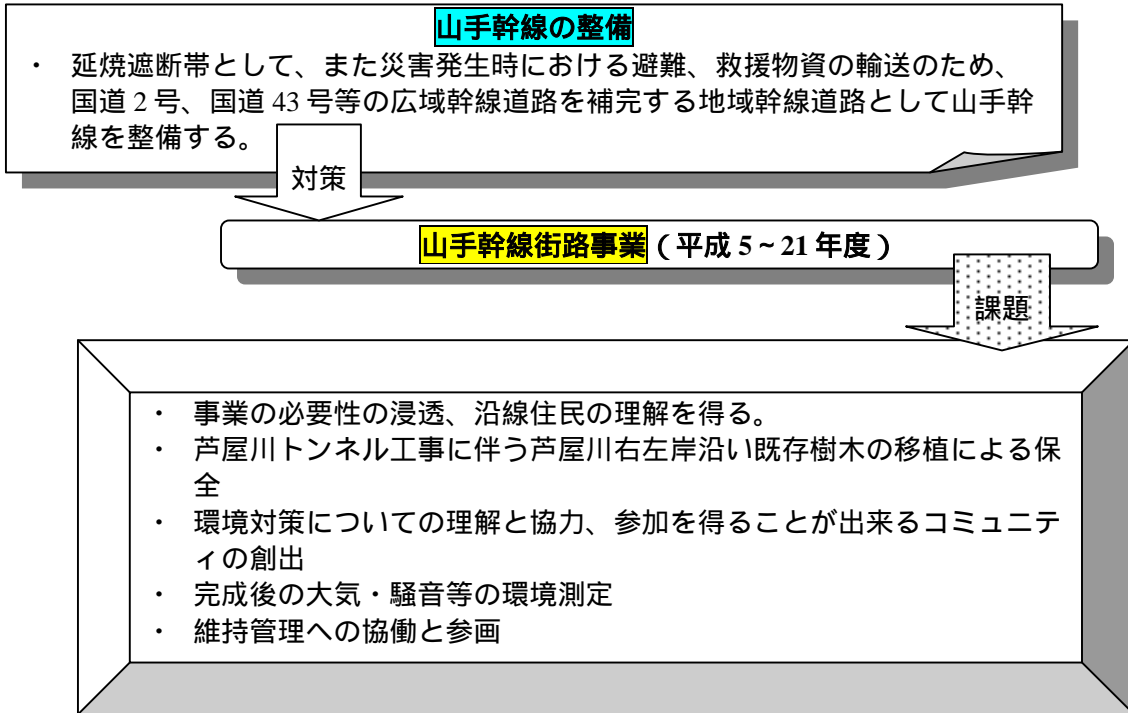 山手幹線の整備
・ 延焼遮断帯として、また災害発生時における避難、救援物資の輸送のため、
国道 2 号、国道 43 号等の広域幹線道路を補完する地域幹線道路として山手幹
線を整備する。
対策
山手幹線街路事業（平成 5～21 年度）
課題
・ 事業の必要性の浸透、沿線住民の理解を得る。
・ 芦屋川トンネル工事に伴う芦屋川右左岸沿い既存樹木の移植による保
全
・ 環境対策についての理解と協力、参加を得ることが出来るコミュニテ
ィの創出
・ 完成後の大気・騒音等の環境測定
・ 維持管理への協働と参画